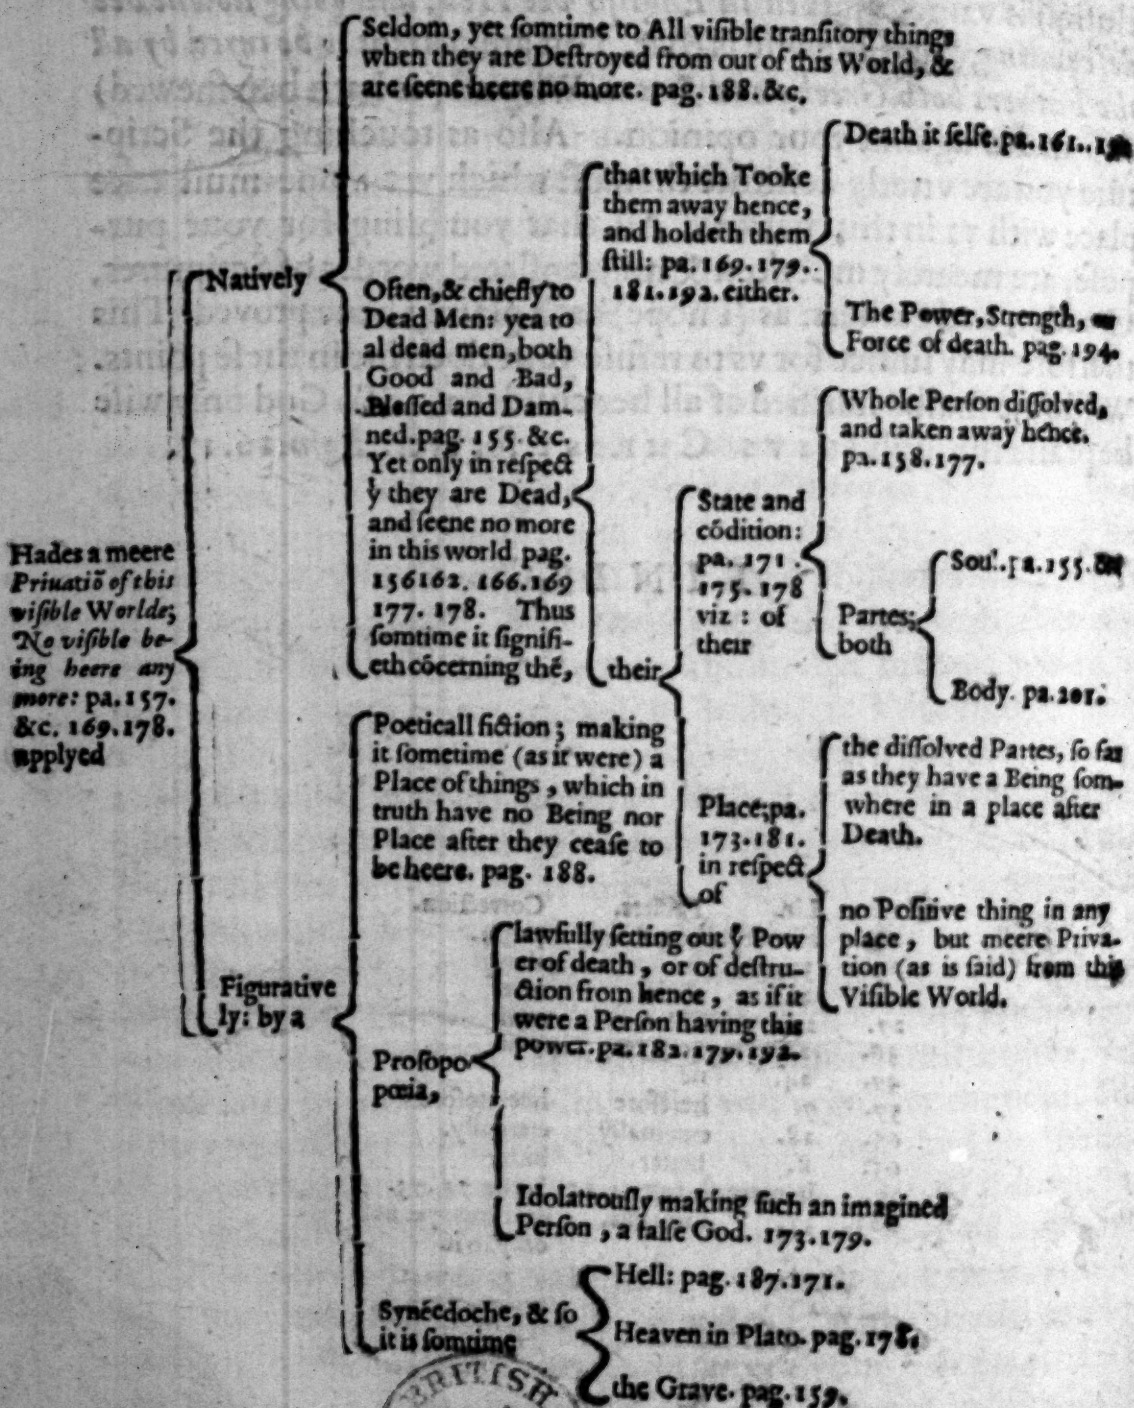 Seldom, yet ſomtime to All viſible tranſitory things
when they are Deſtroyed from out of this World, &
are ſeene heere no more. pag. 188. &c.
Natively
Often, & chiefly to
Dead Men: yea to
al dead men, both
Good and Bad,
Bleſſed and Dam-
ned. pag. 155. &c.
Yet only in reſpect
ẏ they are Dead,
and ſeene no more
in this world pag.
156 162. 166. 169
177. 178. Thus
ſomtime it ſignifi-
eth cócerning thé,
that which Tooke
them away hence,
and holdeth them
ſtill: pa. 169. 179.
181. 192. either.
Death it ſelfe. pa. 161.
The Power, Strength,
Force of death. pag. 194.
their
State and
códition:
pa. 171.
175. 178
viz : of
their
Whole Perſon diſſolved,
and taken away héce.
pa. 158. 177.
Partes;
both
Soul. pa. 155. &c
Body. pa. 201.
Place; pa.
173. 181.
in reſpect
of
the diſſolved Partes, ſo far
as they have a Being ſom-
where in a place after
Death.
no Poſitive thing in any
place, but meere Priva-
tion (as is ſaid) from this
Viſible World.
Hades a meere
Priuatiõ of this
viſible Worlde;
No viſible be-
ing heere any
more: pa. 157.
&c. 169. 178.
applyed
Figurative
ly: by a
Poeticall fiction; making
it ſometime (as it were) a
Place of things, which in
truth have no Being nor
Place after they ceaſe to
be heere. pag. 188.
Proſopo
pœia,
lawfully ſetting out ẏ Pow
er of death, or of deſtru-
ction from hence, as if it
were a Perſon having this
power. pa. 182. 179. 192.
Idolatrouſly making ſuch an imagined
Perſon, a falſe God. 173. 179.
Synécdoche, & ſo
it is ſomtime
Hell: pag. 187. 171.
Heaven in Plato. pag. 178.
the Grave. pag. 159.
BRITISH